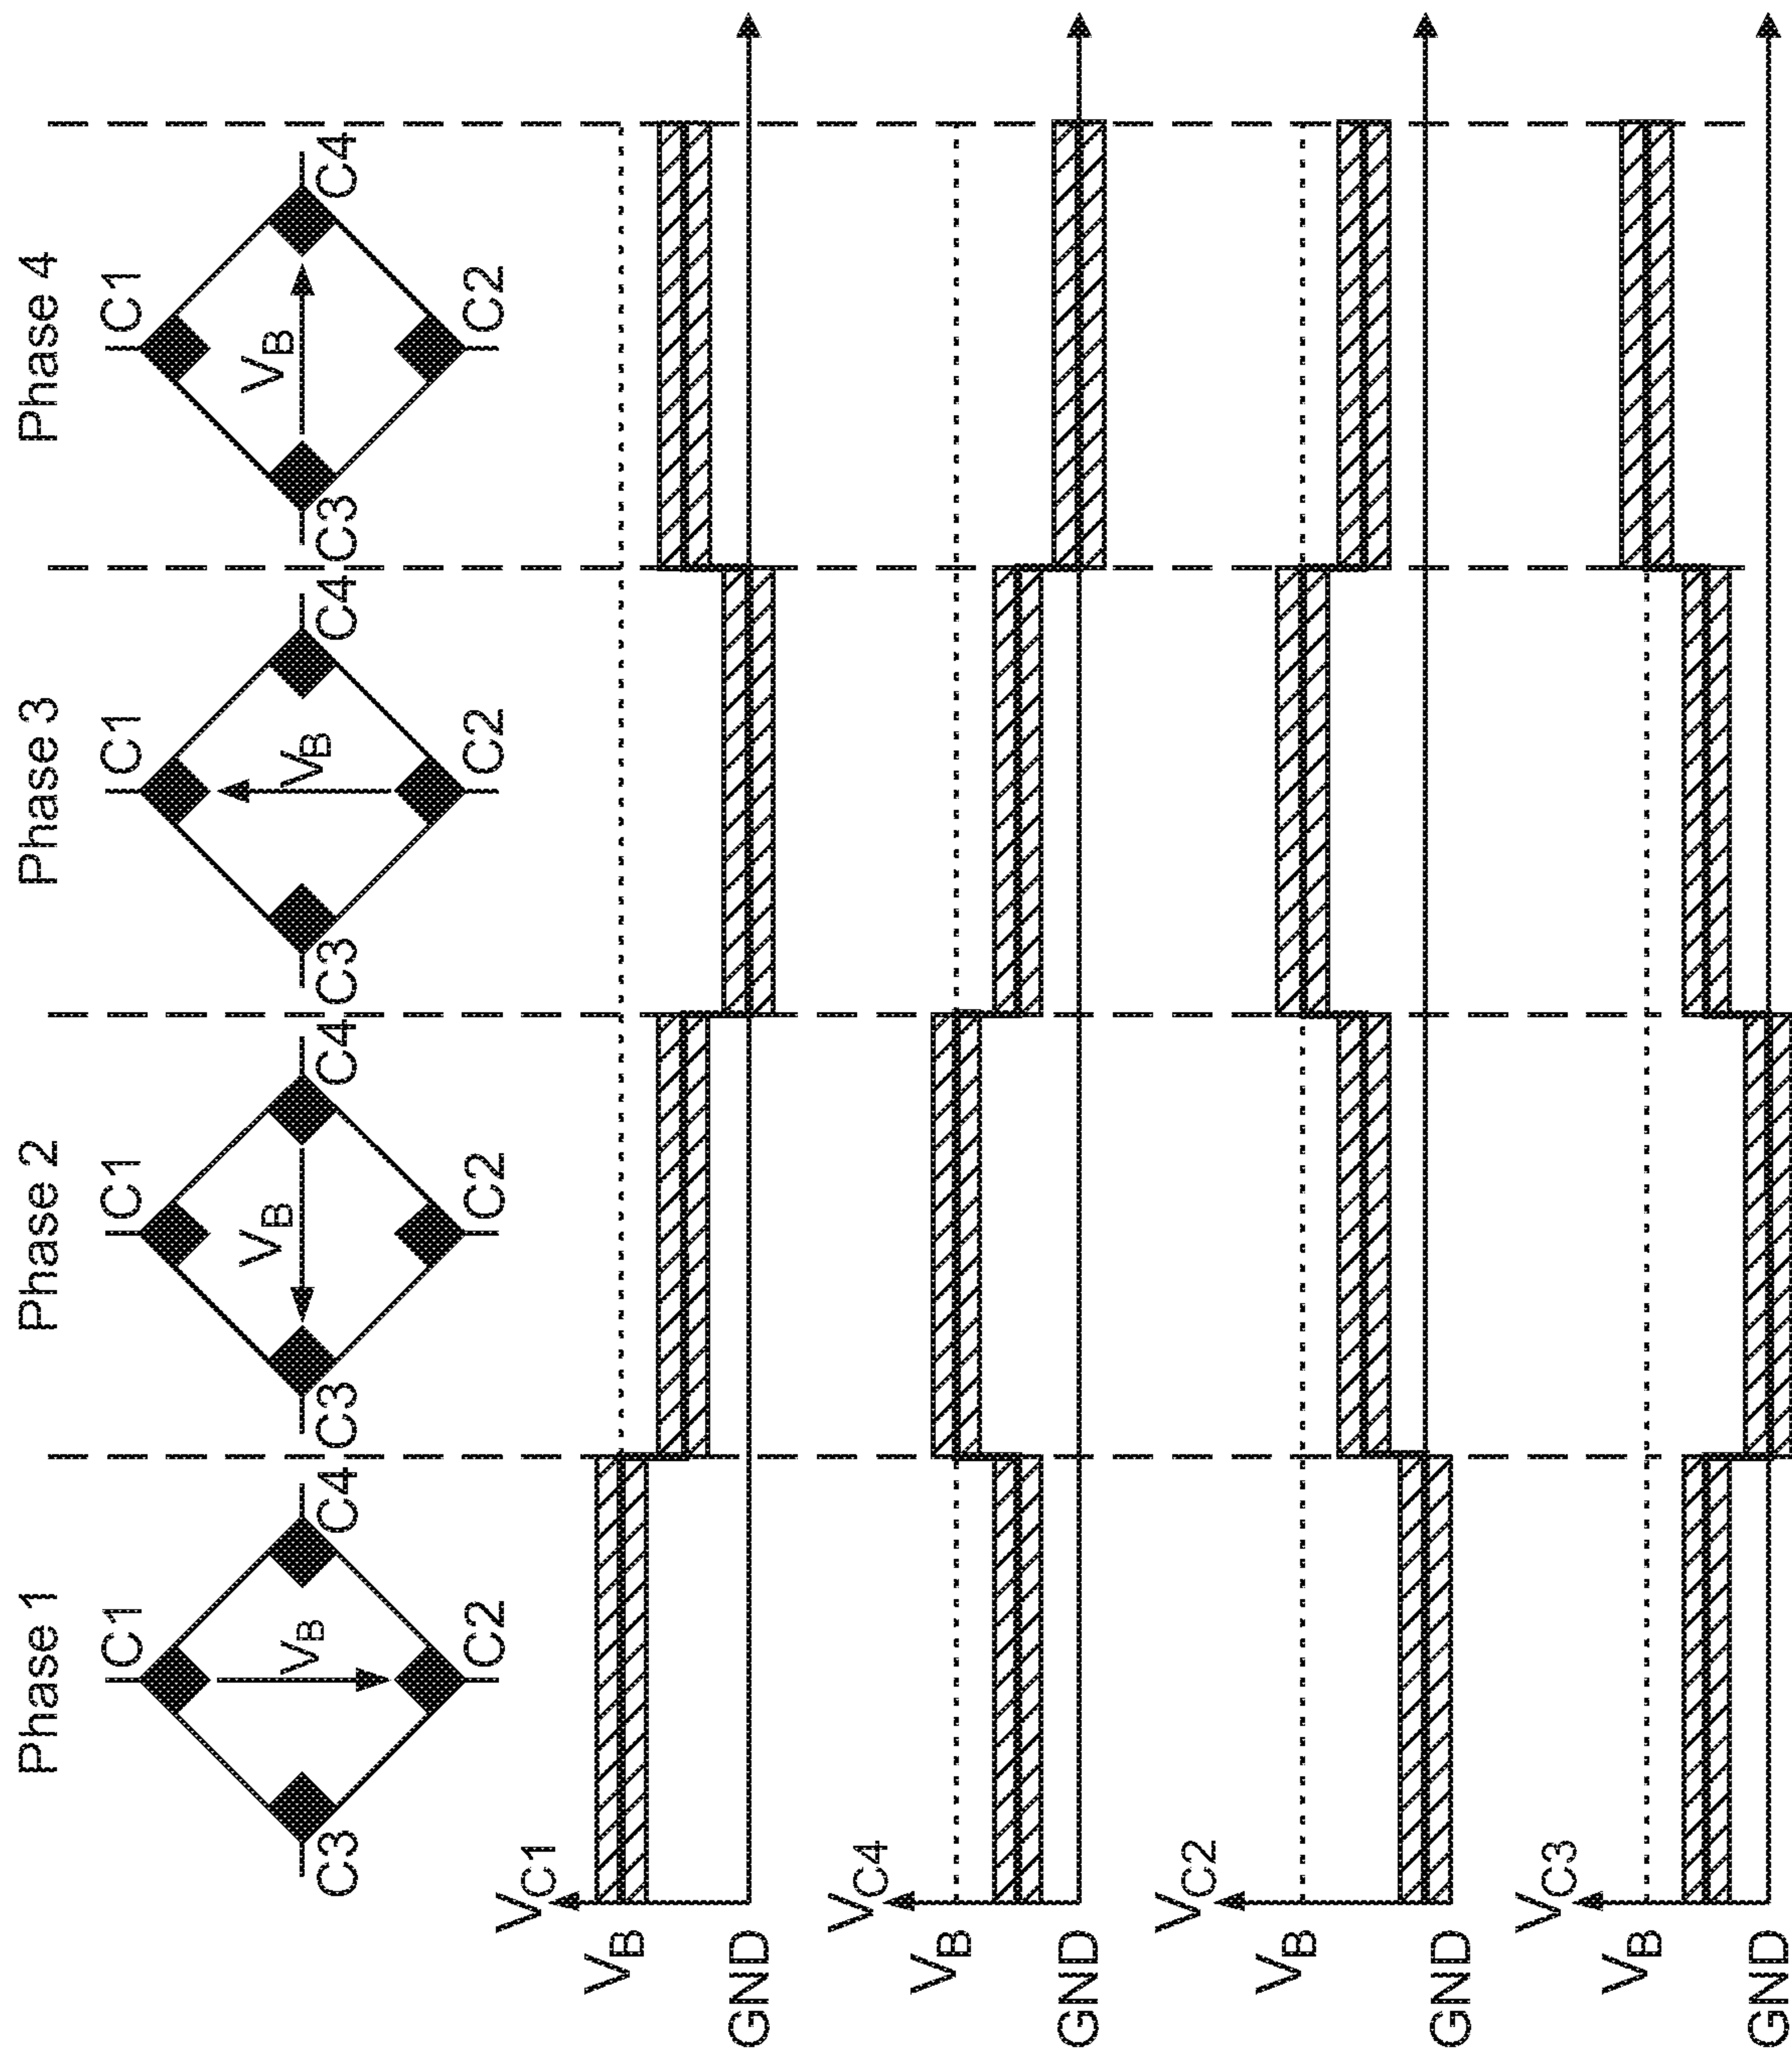 Phase 1 Phase 2 Phase 3 Phase 4
C1 C1 C1 C1
VB VB VB VB
C3 C4 C3 C4 C3 C4 C3 C4
C2 C2 C2 C2
VC1
VB
GND
VC4
VB
GND
VC2
VB
GND
VC3
VB
GND